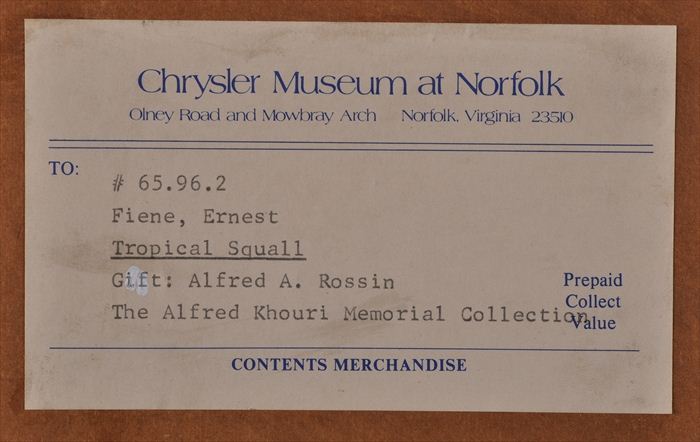 Chrysler Museum at Norfolk
Olney Road and Mowbray Arch Norfolk, Virginia 23510
TO:
# 65.96.2
Fiene, Ernest
Tropical Squall
Gift: Alfred A. Rossin
The Alfred Khouri Memorial Collection
Prepaid
Collect
Value
CONTENTS MERCHANDISE